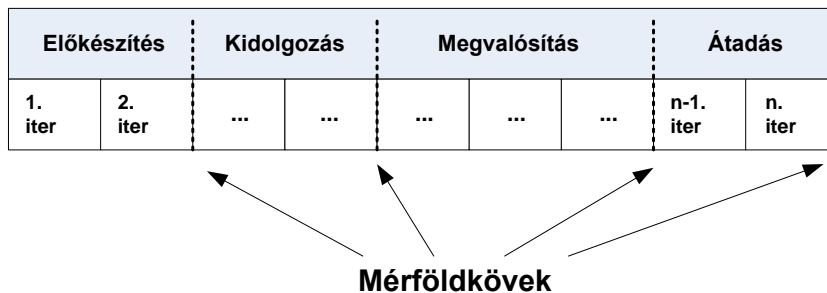 Előkészítés Kidolgozás Megvalósítás Átadás
1. 2. n-1. n.
iter iter ... ... ... ... ... iter iter
Mérföldkövek